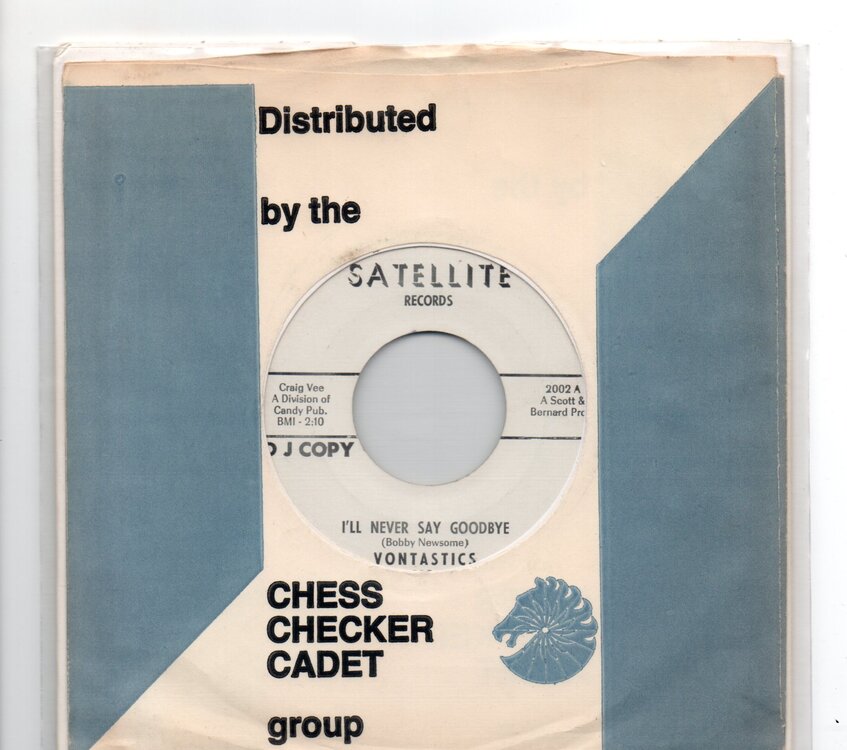 Distributed
by the
SATELLITE
RECORDS
Craig Vee
A Division of
Candy Pub.
BMI - 2:10
2002 A
A Scott &
Bernard
J COPY
I'LL NEVER SAY GOODBYE
(Bobby Newsome)
VONTASTICS
CHESS
CHECKER
CADET
group